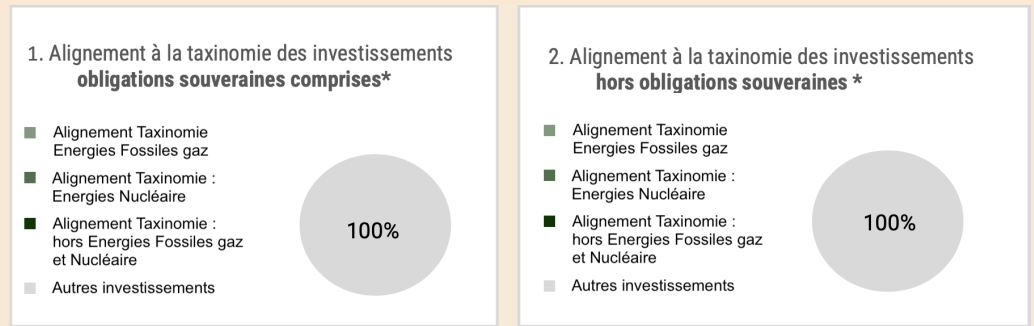 1. Alignement à la taxinomie des investissements
obligations souveraines comprises*
Alignement Taxinomie
Energies Fossiles gaz
Alignement Taxinomie :
Energies Nucléaire
Alignement Taxinomie :
hors Energies Fossiles gaz
et Nucléaire
Autres investissements
100%
2. Alignement à la taxinomie des investissements
hors obligations souveraines *
Alignement Taxinomie
Energies Fossiles gaz
Alignement Taxinomie :
Energies Nucléaire
Alignement Taxinomie :
hors Energies Fossiles gaz
et Nucléaire
Autres investissements
100%